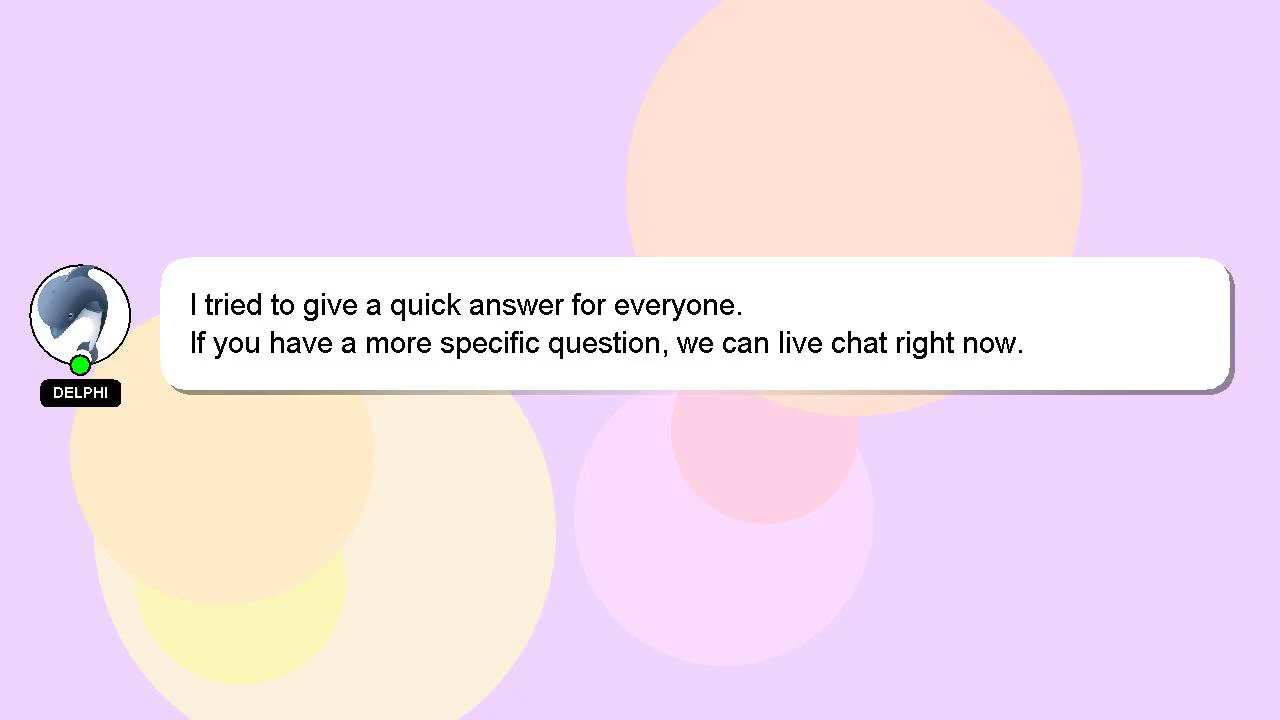 I tried to give a quick answer for everyone.
If you have a more specific question, we can live chat right now.
DELPHI